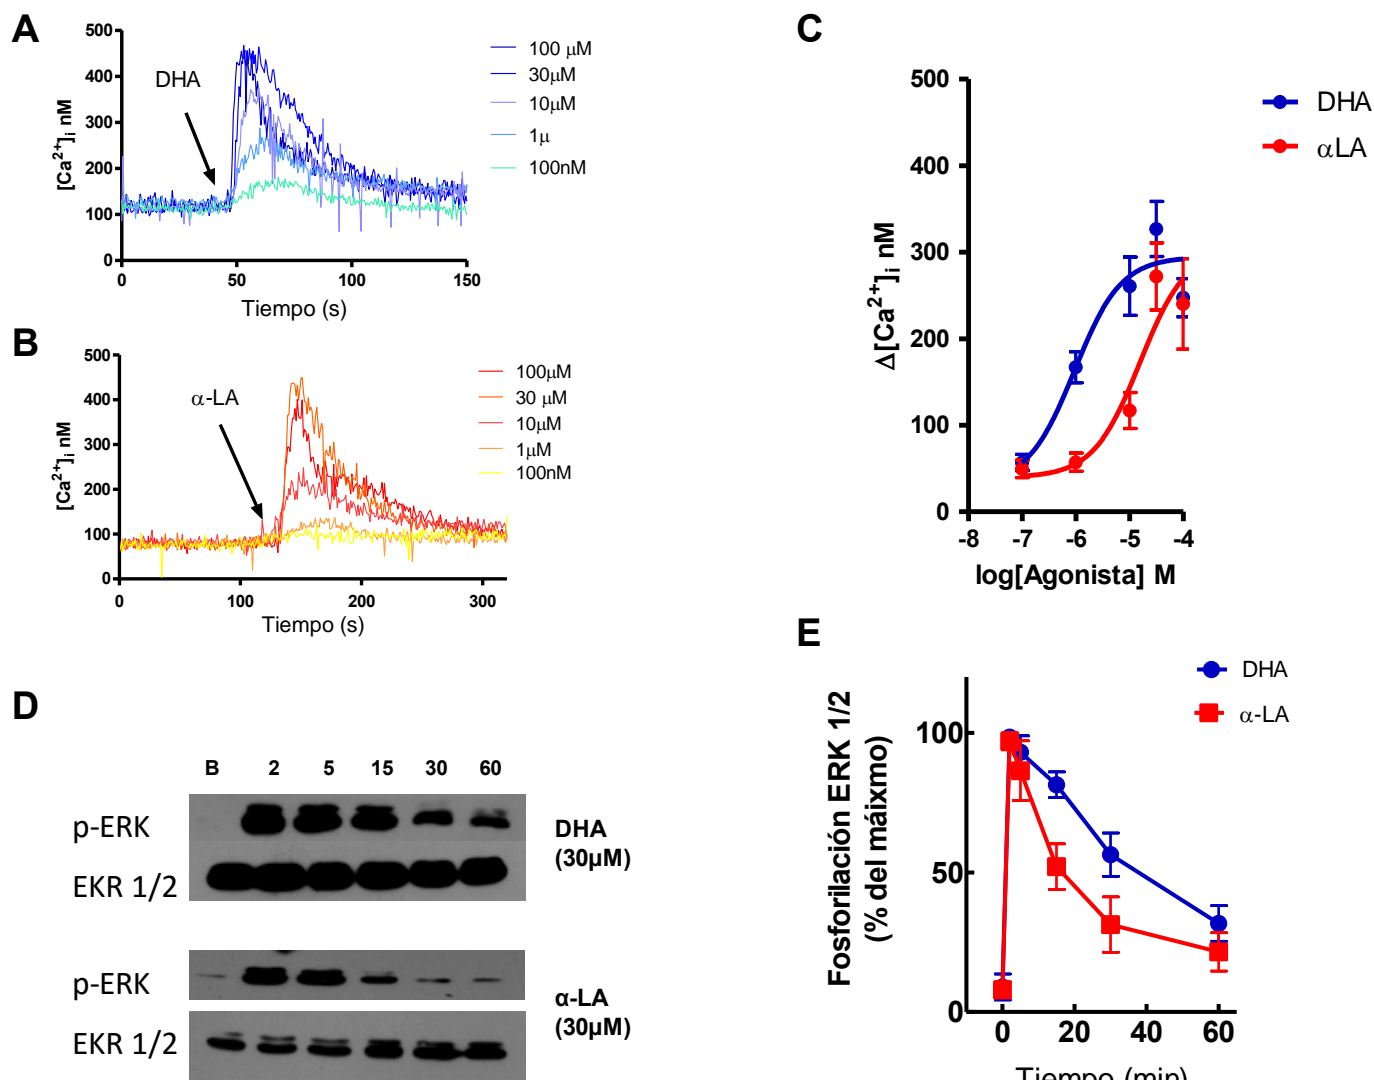 A
500
400
300
200
100
0
[Ca²⁺]ᵢ nM
DHA
0
50
100
150
Tiempo (s)
100 μM
30μM
10μM
1μ
100nM
B
500
400
300
200
100
0
[Ca²⁺]ᵢ nM
α-LA
0
100
200
300
Tiempo (s)
100μM
30 μM
10μM
1μM
100nM
C
500
400
300
200
100
0
Δ[Ca²⁺]ᵢ nM
-8
-7
-6
-5
-4
log[Agonista] M
DHA
αLA
D
B 2 5 15 30 60
p-ERK
EKR 1/2
DHA
(30μM)
p-ERK
EKR 1/2
α-LA
(30μM)
E
DHA
α-LA
Fosforilación ERK 1/2
(% del máixmo)
100
50
0
0
20
40
60
Tiempo (min)